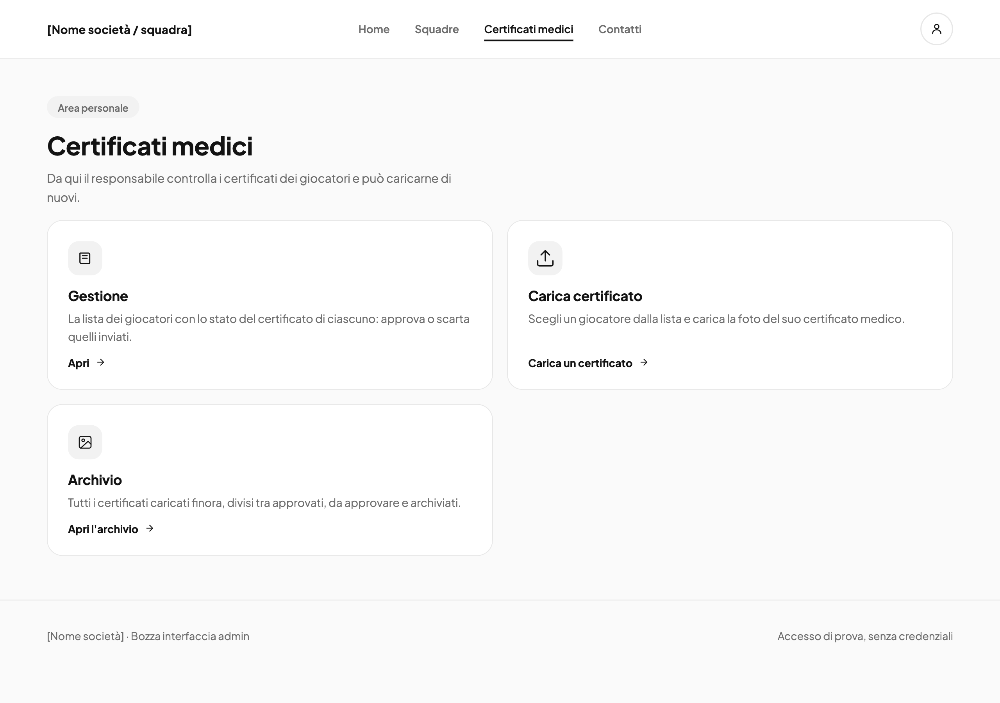 [Nome società / squadra]
Home
Squadre
Certificati medici
Contatti
Area personale
Certificati medici
Da qui il responsabile controlla i certificati dei giocatori e può caricarne di
nuovi.
Gestione
La lista dei giocatori con lo stato del certificato di ciascuno: approva o scarta
quelli inviati.
Apri
Carica certificato
Scegli un giocatore dalla lista e carica la foto del suo certificato medico.
Carica un certificato
Archivio
Tutti i certificati caricati finora, divisi tra approvati, da approvare e archiviati.
Apri l'archivio
[Nome società] · Bozza interfaccia admin
Accesso di prova, senza credenziali